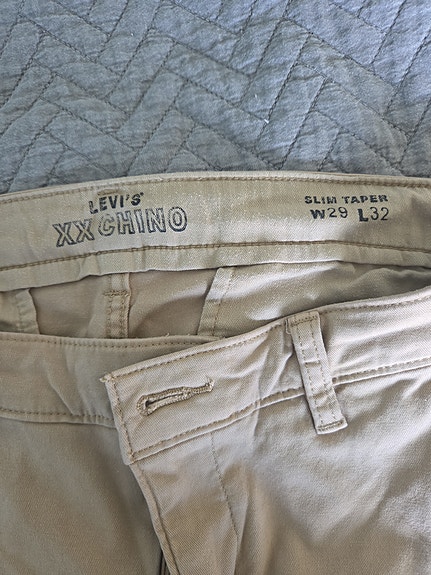 LEVI'S
XX CHINO
SLIM TAPER
W29 L32